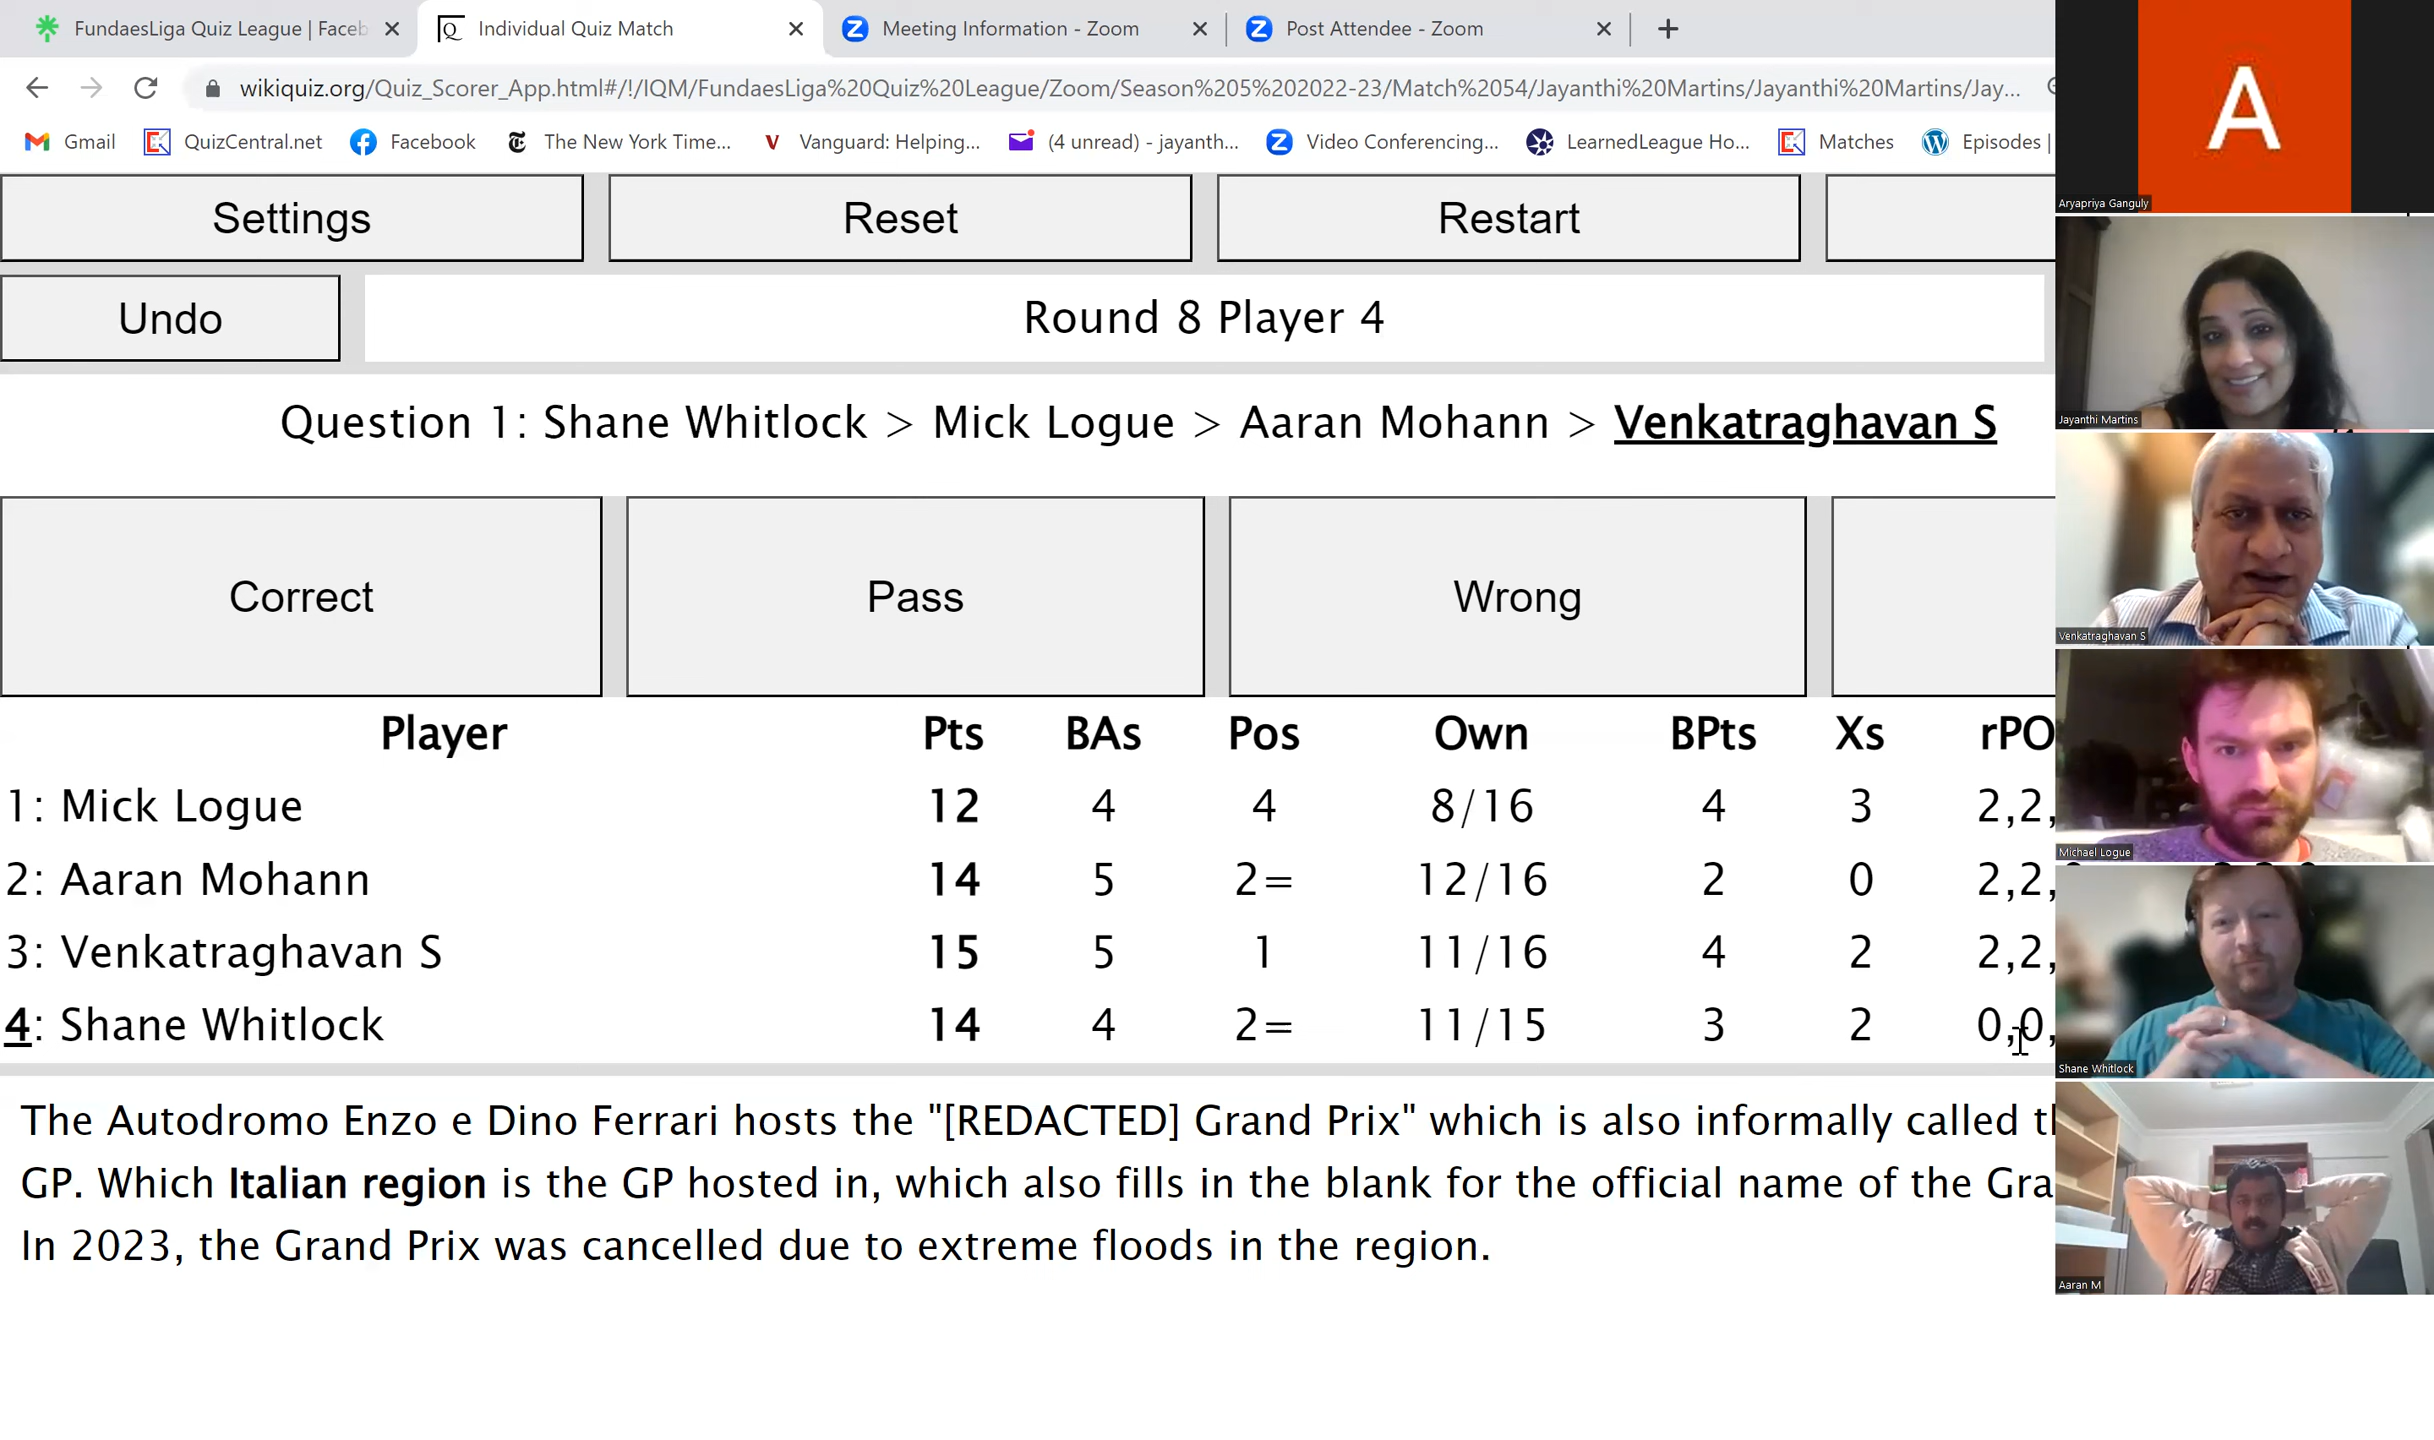 FundaesLiga Quiz League | Faceb
Individual Quiz Match
Meeting Information - Zoom
Post Attendee - Zoom
wikiquiz.org/Quiz_Scorer_App.html#/!/IQM/FundaesLiga%20Quiz%20League/Zoom/Season%205%202022-23/Match%2054/Jayanthi%20Martins/Jayanthi%20Martins/Jay...
Gmail QuizCentral.net Facebook The New York Time... Vanguard: Helping... (4 unread) - jayanth... Video Conferencing... LearnedLeague Ho... Matches Episodes |
Settings Reset Restart
Undo Round 8 Player 4
Question 1: Shane Whitlock > Mick Logue > Aaran Mohann > Venkatraghavan S
Correct Pass Wrong
Player Pts BAs Pos Own BPts Xs rPO
1: Mick Logue 12 4 4 8/16 4 3 2,2,
2: Aaran Mohann 14 5 2= 12/16 2 0 2,2,
3: Venkatraghavan S 15 5 1 11/16 4 2 2,2,
4: Shane Whitlock 14 4 2= 11/15 3 2 0,0,
The Autodromo Enzo e Dino Ferrari hosts the "[REDACTED] Grand Prix" which is also informally called
GP. Which Italian region is the GP hosted in, which also fills in the blank for the official name of the Gra
In 2023, the Grand Prix was cancelled due to extreme floods in the region.
A
Aryapriya Ganguly
Jayanthi Martins
Venkatraghavan S
Michael Logue
Shane Whitlock
Aaran M